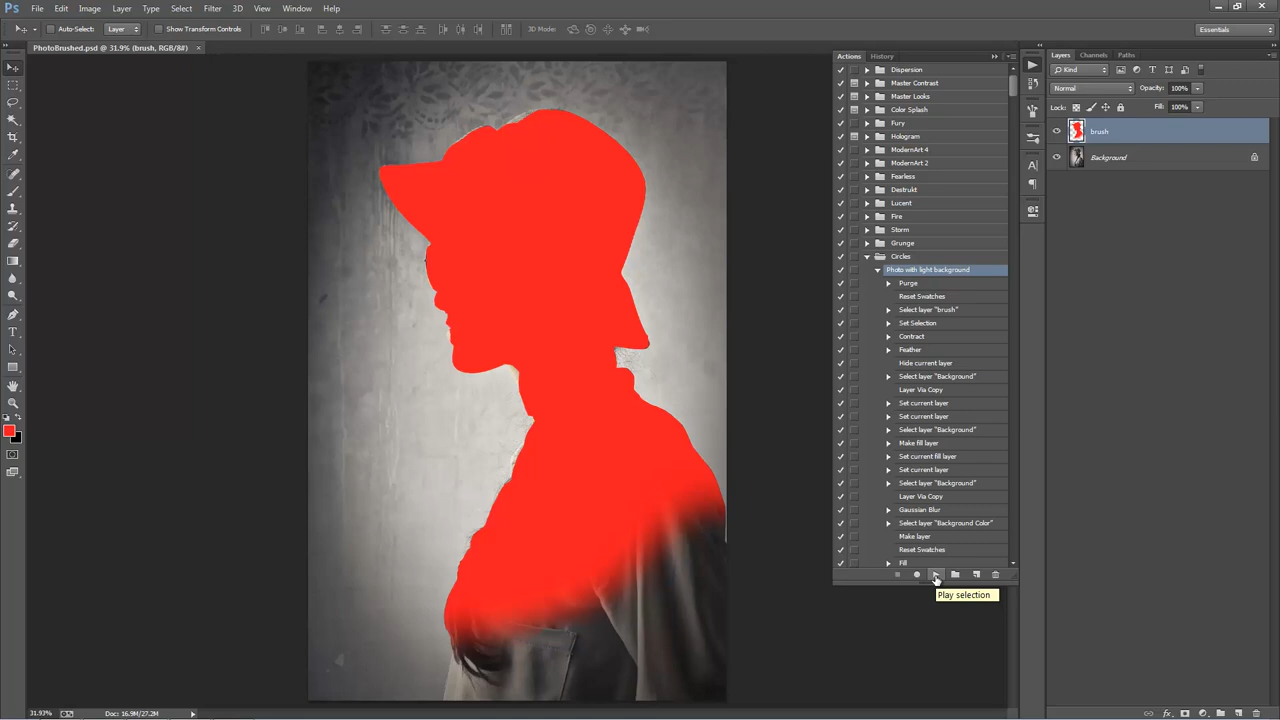 Ps File Edit Image Layer Type Select Filter 3D View Window Help
Auto-Select: Layer Show Transform Controls 3D Mode: Essentials
PhotoBrushed.psd @ 31.9% (brush, RGB/8#) ×
Actions History
Dispersion
Master Contrast
Master Looks
Color Splash
Fury
Hologram
ModernArt 4
ModernArt 2
Fearless
Destrukt
Lucent
Fire
Storm
Grunge
Circles
Photo with light background
Purge
Reset Swatches
Select layer "brush"
Set Selection
Contract
Feather
Hide current layer
Select layer "Background"
Layer Via Copy
Set current layer
Set current layer
Select layer "Background"
Make fill layer
Set current fill layer
Set current layer
Select layer "Background"
Layer Via Copy
Gaussian Blur
Select layer "Background Color"
Make layer
Reset Swatches
Fill
Play selection
Layers Channels Paths
Kind
Normal Opacity: 100%
Lock: Fill: 100%
brush
Background
31.93% Doc: 16.9M/27.2M